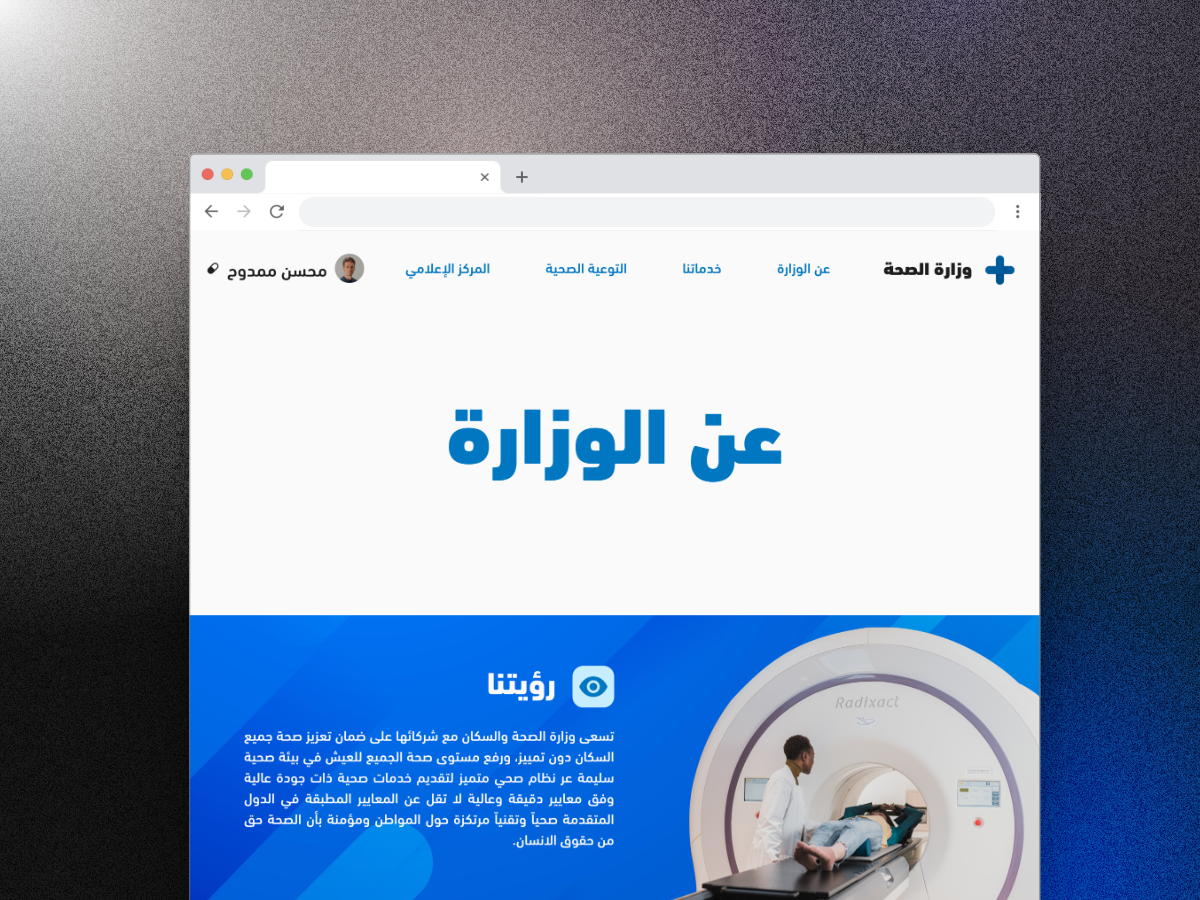 وزارة الصحة
عن الوزارة
خدماتنا
التوعية الصحية
المركز الإعلامي
محسن ممدوح
عن الوزارة
رؤيتنا
تسعى وزارة الصحة والسكان مع شركائها على ضمان تعزيز صحة جميع
السكان دون تمييز، ورفع مستوى صحة الجميع للعيش في بيئة صحية
سليمة عر نظام صحي متميز لتقديم خدمات صحية ذات جودة عالية
وفق معايير دقيقة وعالية لا تقل عن المعايير المطبقة في الدول
المتقدمة صحياً وتقنياً مرتكزة حول المواطن ومؤمنة بأن الصحة حق
من حقوق الانسان.
Radixact